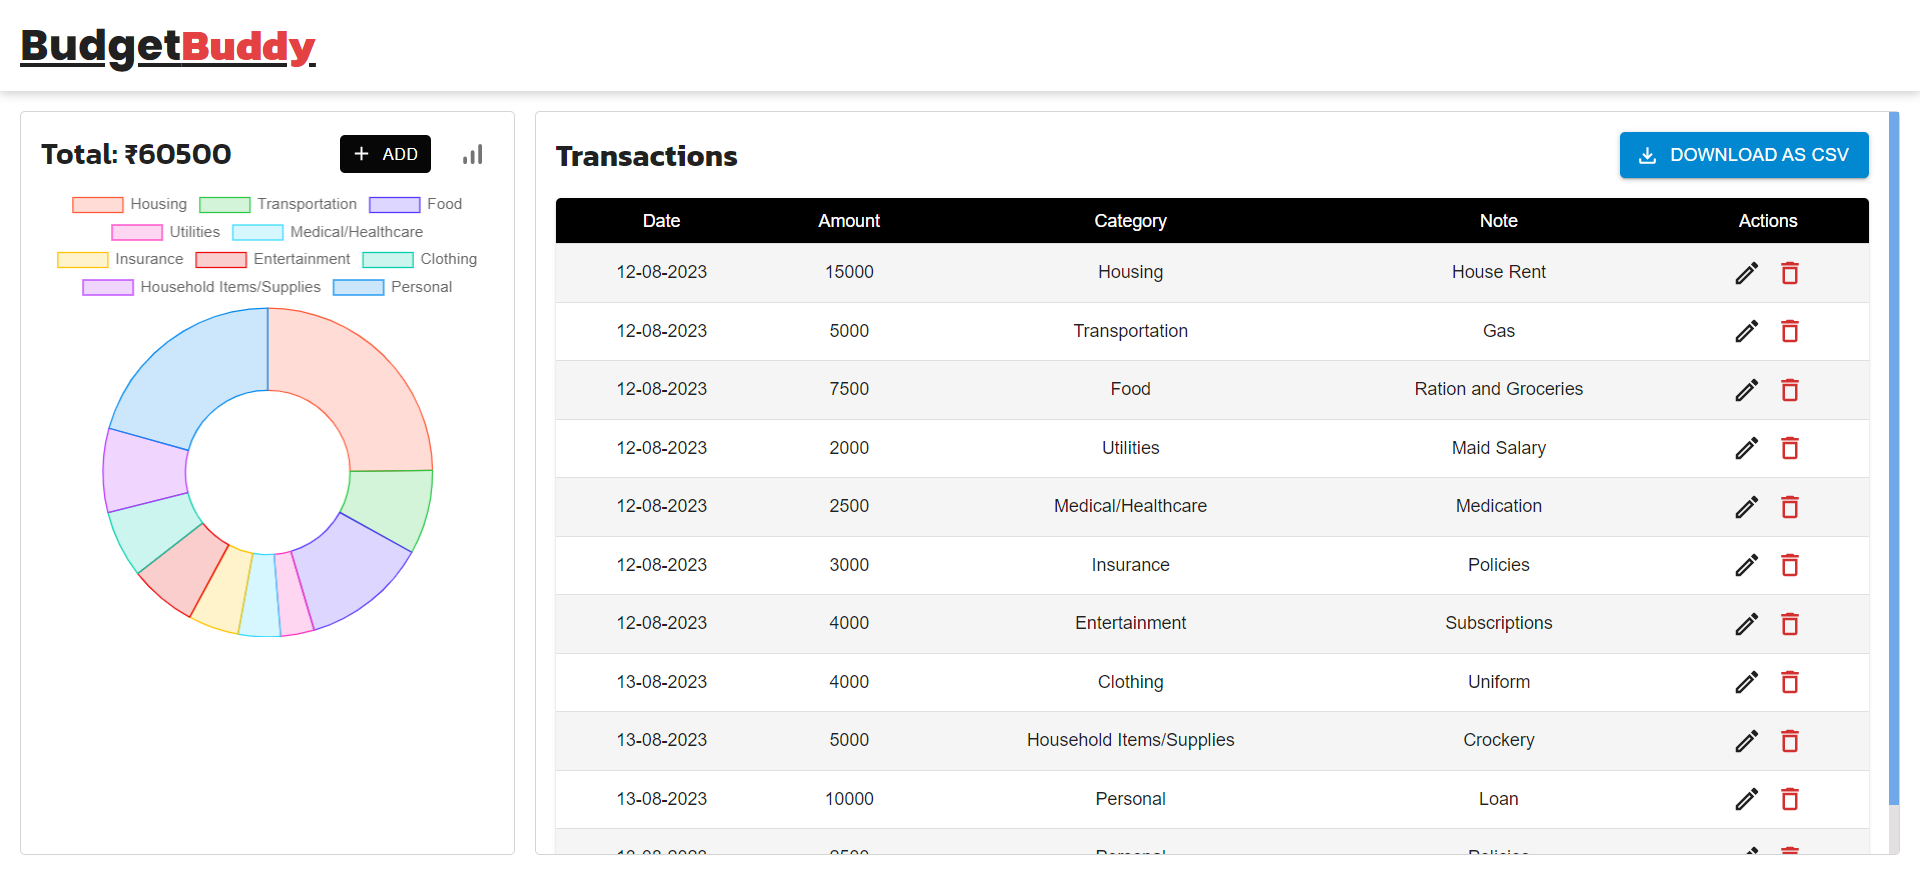 BudgetBuddy
Total: ₹60500
ADD
Housing Transportation Food
Utilities Medical/Healthcare
Insurance Entertainment Clothing
Household Items/Supplies Personal
Transactions
DOWNLOAD AS CSV
Date Amount Category Note Actions
12-08-2023 15000 Housing House Rent
12-08-2023 5000 Transportation Gas
12-08-2023 7500 Food Ration and Groceries
12-08-2023 2000 Utilities Maid Salary
12-08-2023 2500 Medical/Healthcare Medication
12-08-2023 3000 Insurance Policies
12-08-2023 4000 Entertainment Subscriptions
13-08-2023 4000 Clothing Uniform
13-08-2023 5000 Household Items/Supplies Crockery
13-08-2023 10000 Personal Loan
Personal Policies